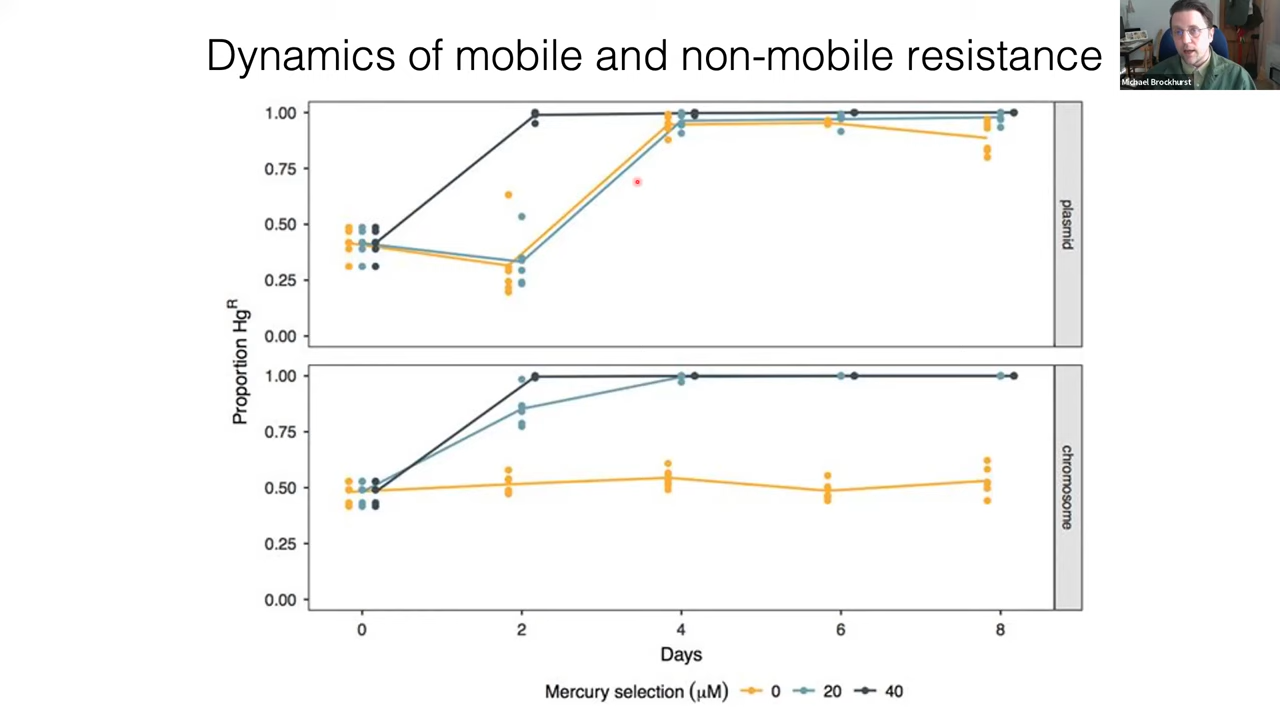 Dynamics of mobile and non-mobile resistance
Michael Brockhurst
1.00
0.75
0.50
0.25
0.00
plasmid
Proportion Hg^R
1.00
0.75
0.50
0.25
0.00
chromosome
0 2 4 6 8
Days
Mercury selection (μM) 0 20 40